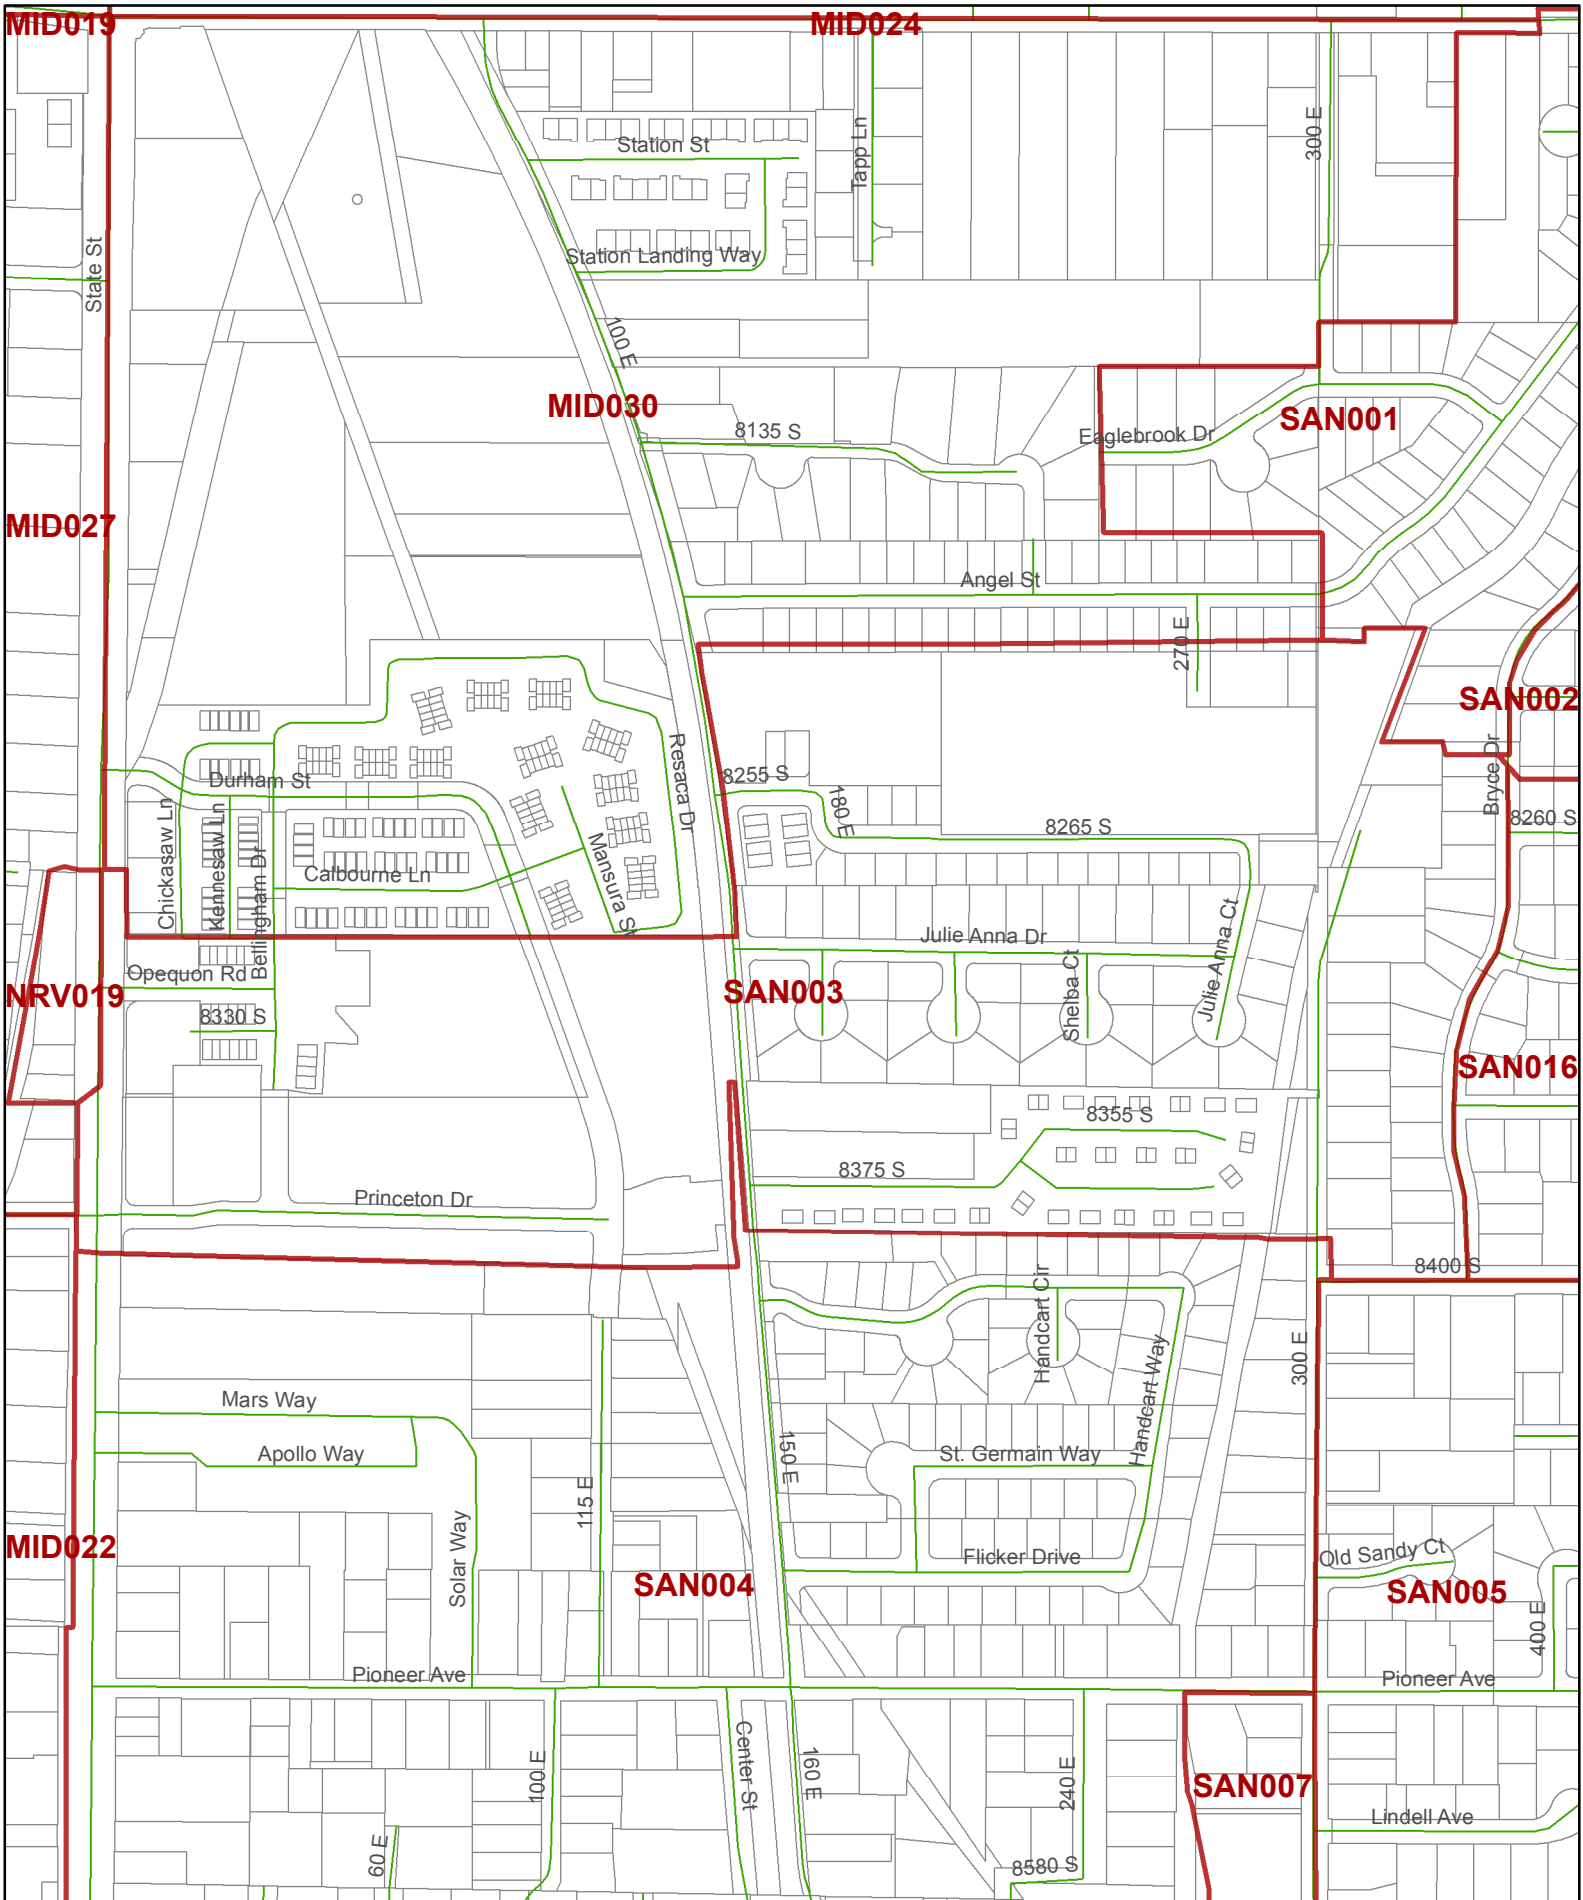 MID019
MID024
Station St
Tapp Ln
300 E
State St
Station Landing Way
100 E
MID030
SAN001
8135 S
Eaglebrook Dr
MID027
Angel St
270 E
SAN002
Resaca Dr
Bryce Dr
8255 S
Durham St
180 E
8265 S
8260 S
Chickasaw Ln
Kennesaw Ln
Bellingham Dr
Calbourne Ln
Mansura St
Julie Anna Dr
Julie Anna Ct
Opequon Rd
NRV019
SAN003
Shelba Ct
8330 S
SAN016
8355 S
8375 S
Princeton Dr
8400 S
Handcart Cir
Handcart Way
300 E
Mars Way
Apollo Way
150 E
St. Germain Way
115 E
Solar Way
MID022
Flicker Drive
Old Sandy Ct
SAN004
SAN005
400 E
Pioneer Ave
Pioneer Ave
Center St
160 E
100 E
240 E
SAN007
Lindell Ave
60 E
8580 S